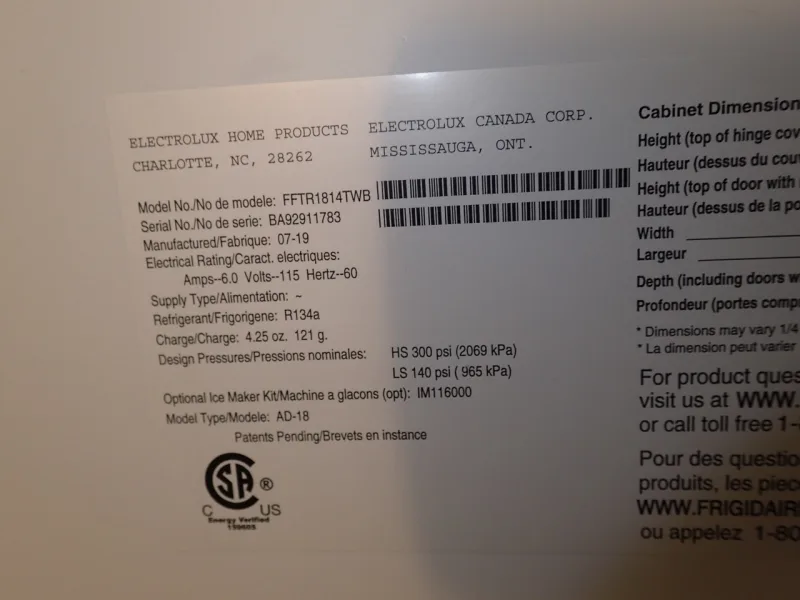 ELECTROLUX HOME PRODUCTS ELECTROLUX CANADA CORP.
CHARLOTTE, NC, 28262 MISSISSAUGA, ONT.
Model No./No de modele: FFTR1814TWB
Serial No./No de serie: BA92911783
Manufactured/Fabrique: 07-19
Electrical Rating/Caract. electriques:
Amps--6.0 Volts--115 Hertz--60
Supply Type/Alimentation: ~
Refrigerant/Frigorigene: R134a
Charge/Charge: 4.25 oz. 121 g.
Design Pressures/Pressions nominales: HS 300 psi (2069 kPa)
LS 140 psi ( 965 kPa)
Optional Ice Maker Kit/Machine a glacons (opt): IM116000
Model Type/Modele: AD-18
Patents Pending/Brevets en instance
SA ®
C US
Energy Verified
Cabinet Dimension
Height (top of hinge cov
Hauteur (dessus du cou
Height (top of door with
Hauteur (dessus de la po
Width
Largeur
Depth (including doors w
Profondeur (portes comp
* Dimensions may vary 1/4
* La dimension peut varier
For product ques
visit us at WWW.
or call toll free 1-
Pour des questio
produits, les piec
WWW.FRIGIDAIR
ou appelez 1-80